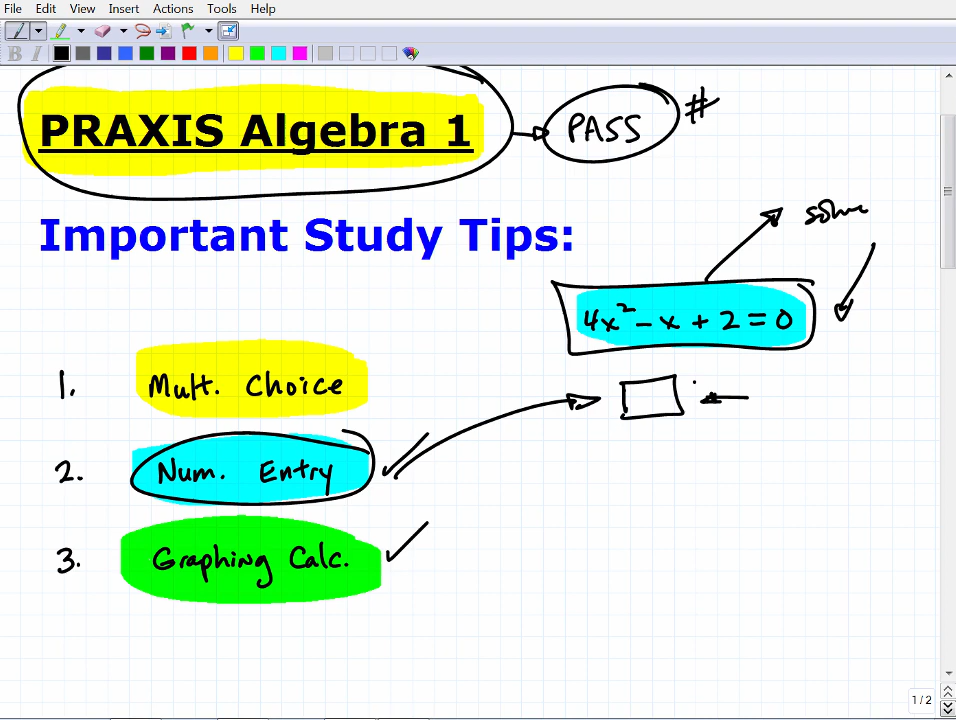 File Edit View Insert Actions Tools Help
B I
PRAXIS Algebra 1
PASS #
solve
Important Study Tips:
4x² - x + 2 = 0
1. Mult. Choice
2. Num. Entry
3. Graphing Calc.
1 / 2